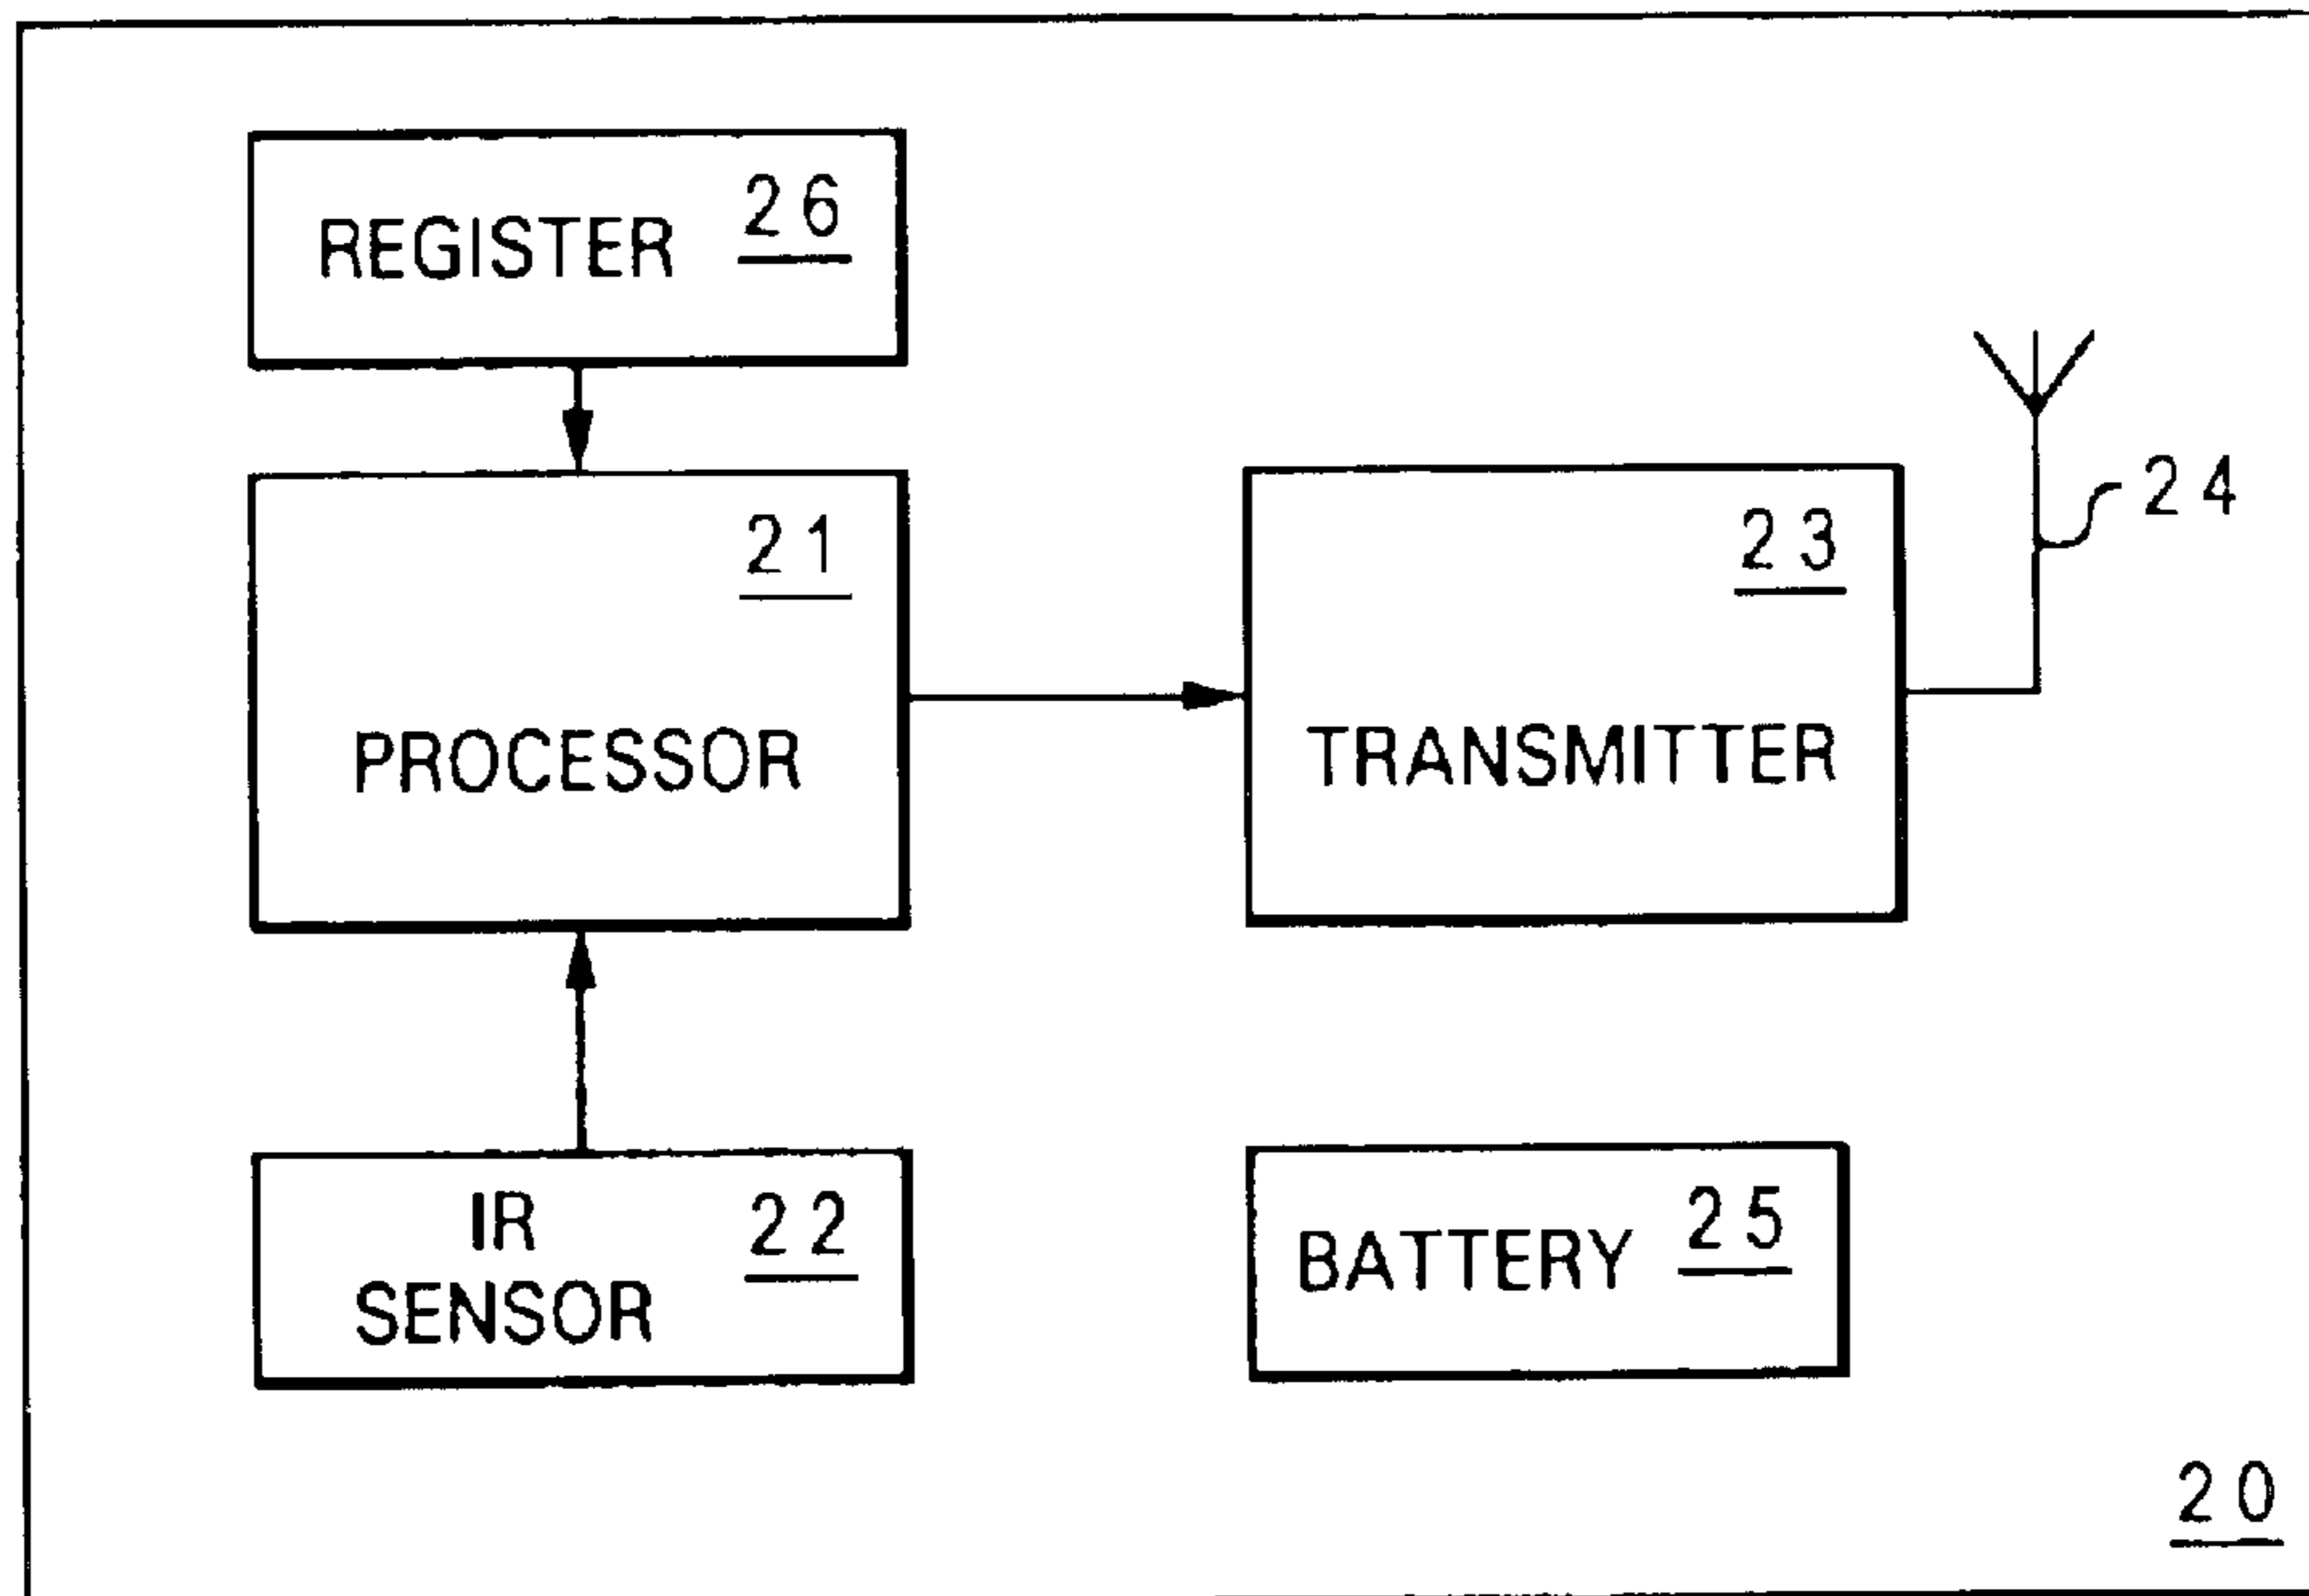 REGISTER 26
21
PROCESSOR
23
TRANSMITTER
24
IR
SENSOR 22
BATTERY 25
20